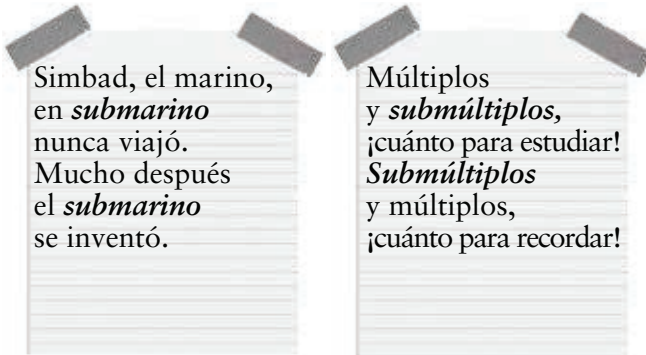 Simbad, el marino,
en submarino
nunca viajó.
Mucho después
el submarino
se inventó.
Múltiplos
y submúltiplos,
¡cuánto para estudiar!
Submúltiplos
y múltiplos,
¡cuánto para recordar!